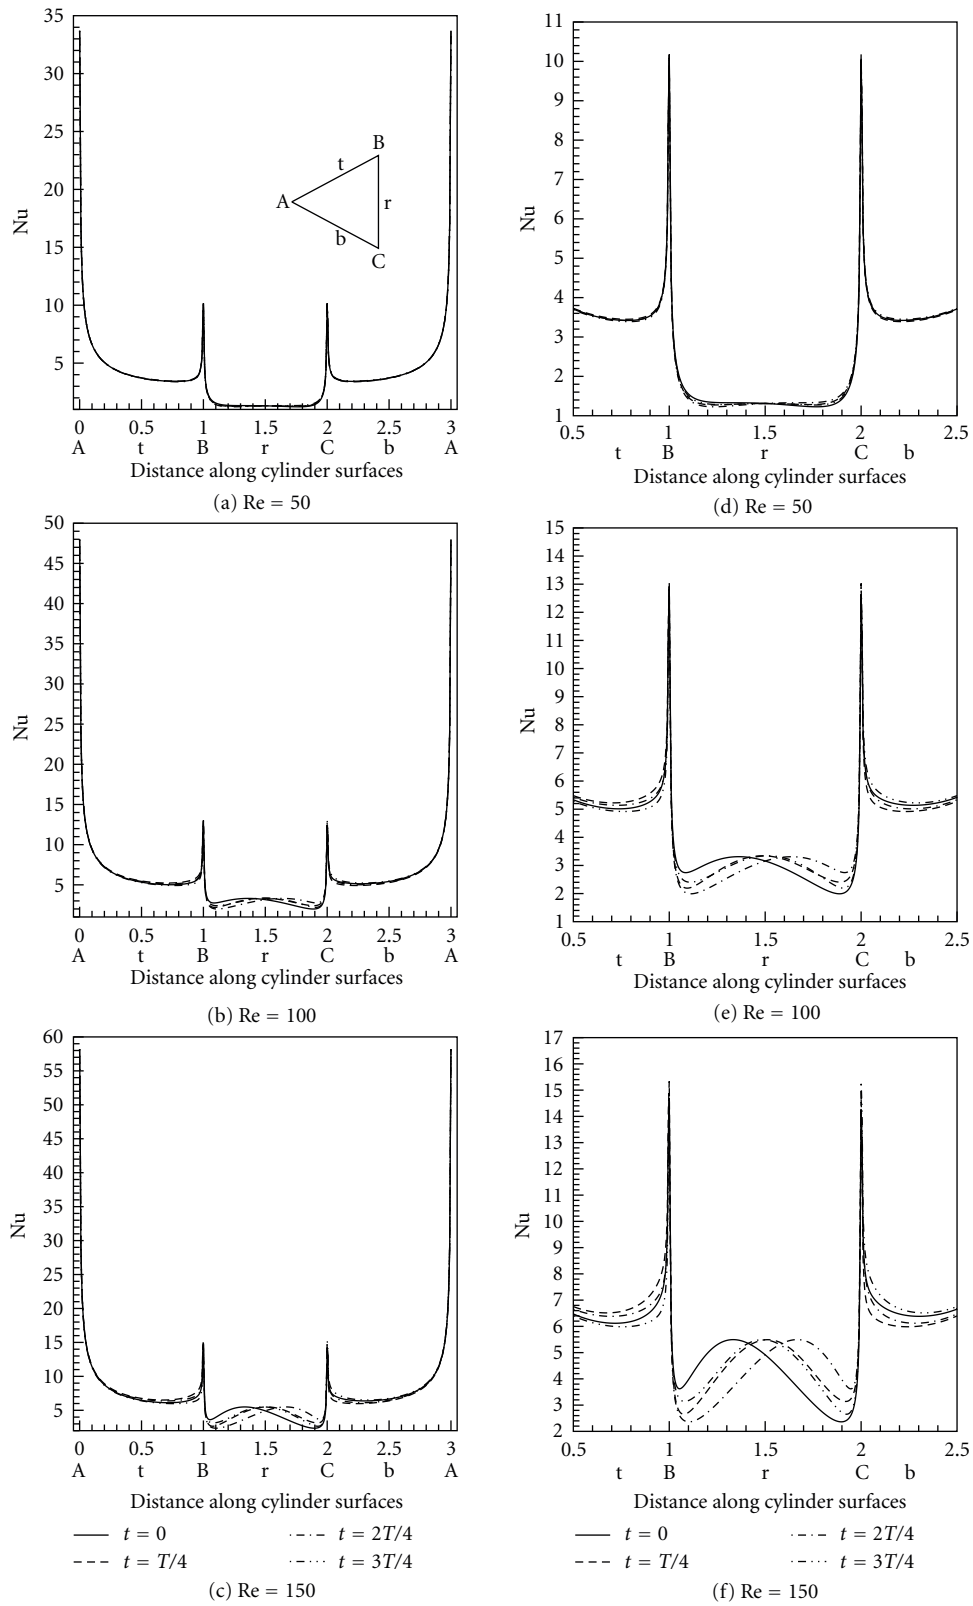 35
30
25
20
15
10
5
Nu
A
t
B
r
b
C
0 0.5 1 1.5 2 2.5 3
A t B r C b A
Distance along cylinder surfaces
(a) Re = 50
11
10
9
8
7
6
5
4
3
2
1
Nu
0.5 1 1.5 2 2.5
t B r C b
Distance along cylinder surfaces
(d) Re = 50
50
45
40
35
30
25
20
15
10
5
Nu
0 0.5 1 1.5 2 2.5 3
A t B r C b A
Distance along cylinder surfaces
(b) Re = 100
15
14
13
12
11
10
9
8
7
6
5
4
3
2
1
Nu
0.5 1 1.5 2 2.5
t B r C b
Distance along cylinder surfaces
(e) Re = 100
60
55
50
45
40
35
30
25
20
15
10
5
Nu
0 0.5 1 1.5 2 2.5 3
A t B r C b A
Distance along cylinder surfaces
t = 0 t = 2T/4
t = T/4 t = 3T/4
(c) Re = 150
17
16
15
14
13
12
11
10
9
8
7
6
5
4
3
2
Nu
0.5 1 1.5 2 2.5
t B r C b
Distance along cylinder surfaces
t = 0 t = 2T/4
t = T/4 t = 3T/4
(f) Re = 150